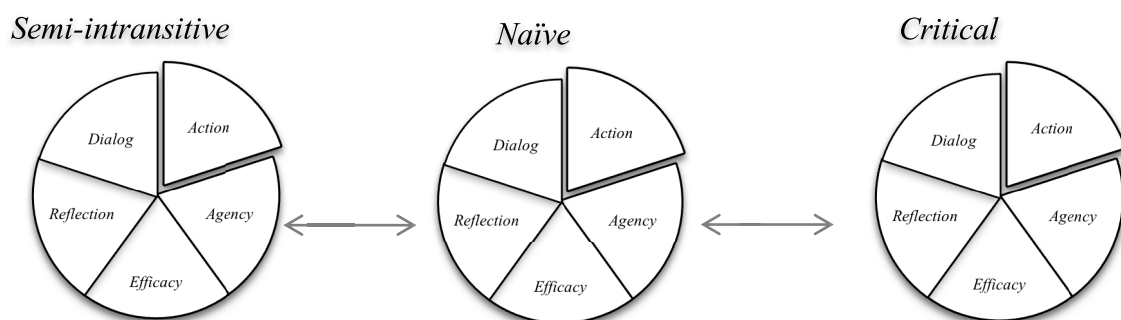 Semi-intransitive
Naïve
Critical
Dialog
Action
Reflection
Agency
Efficacy
Dialog
Action
Reflection
Agency
Efficacy
Dialog
Action
Reflection
Agency
Efficacy